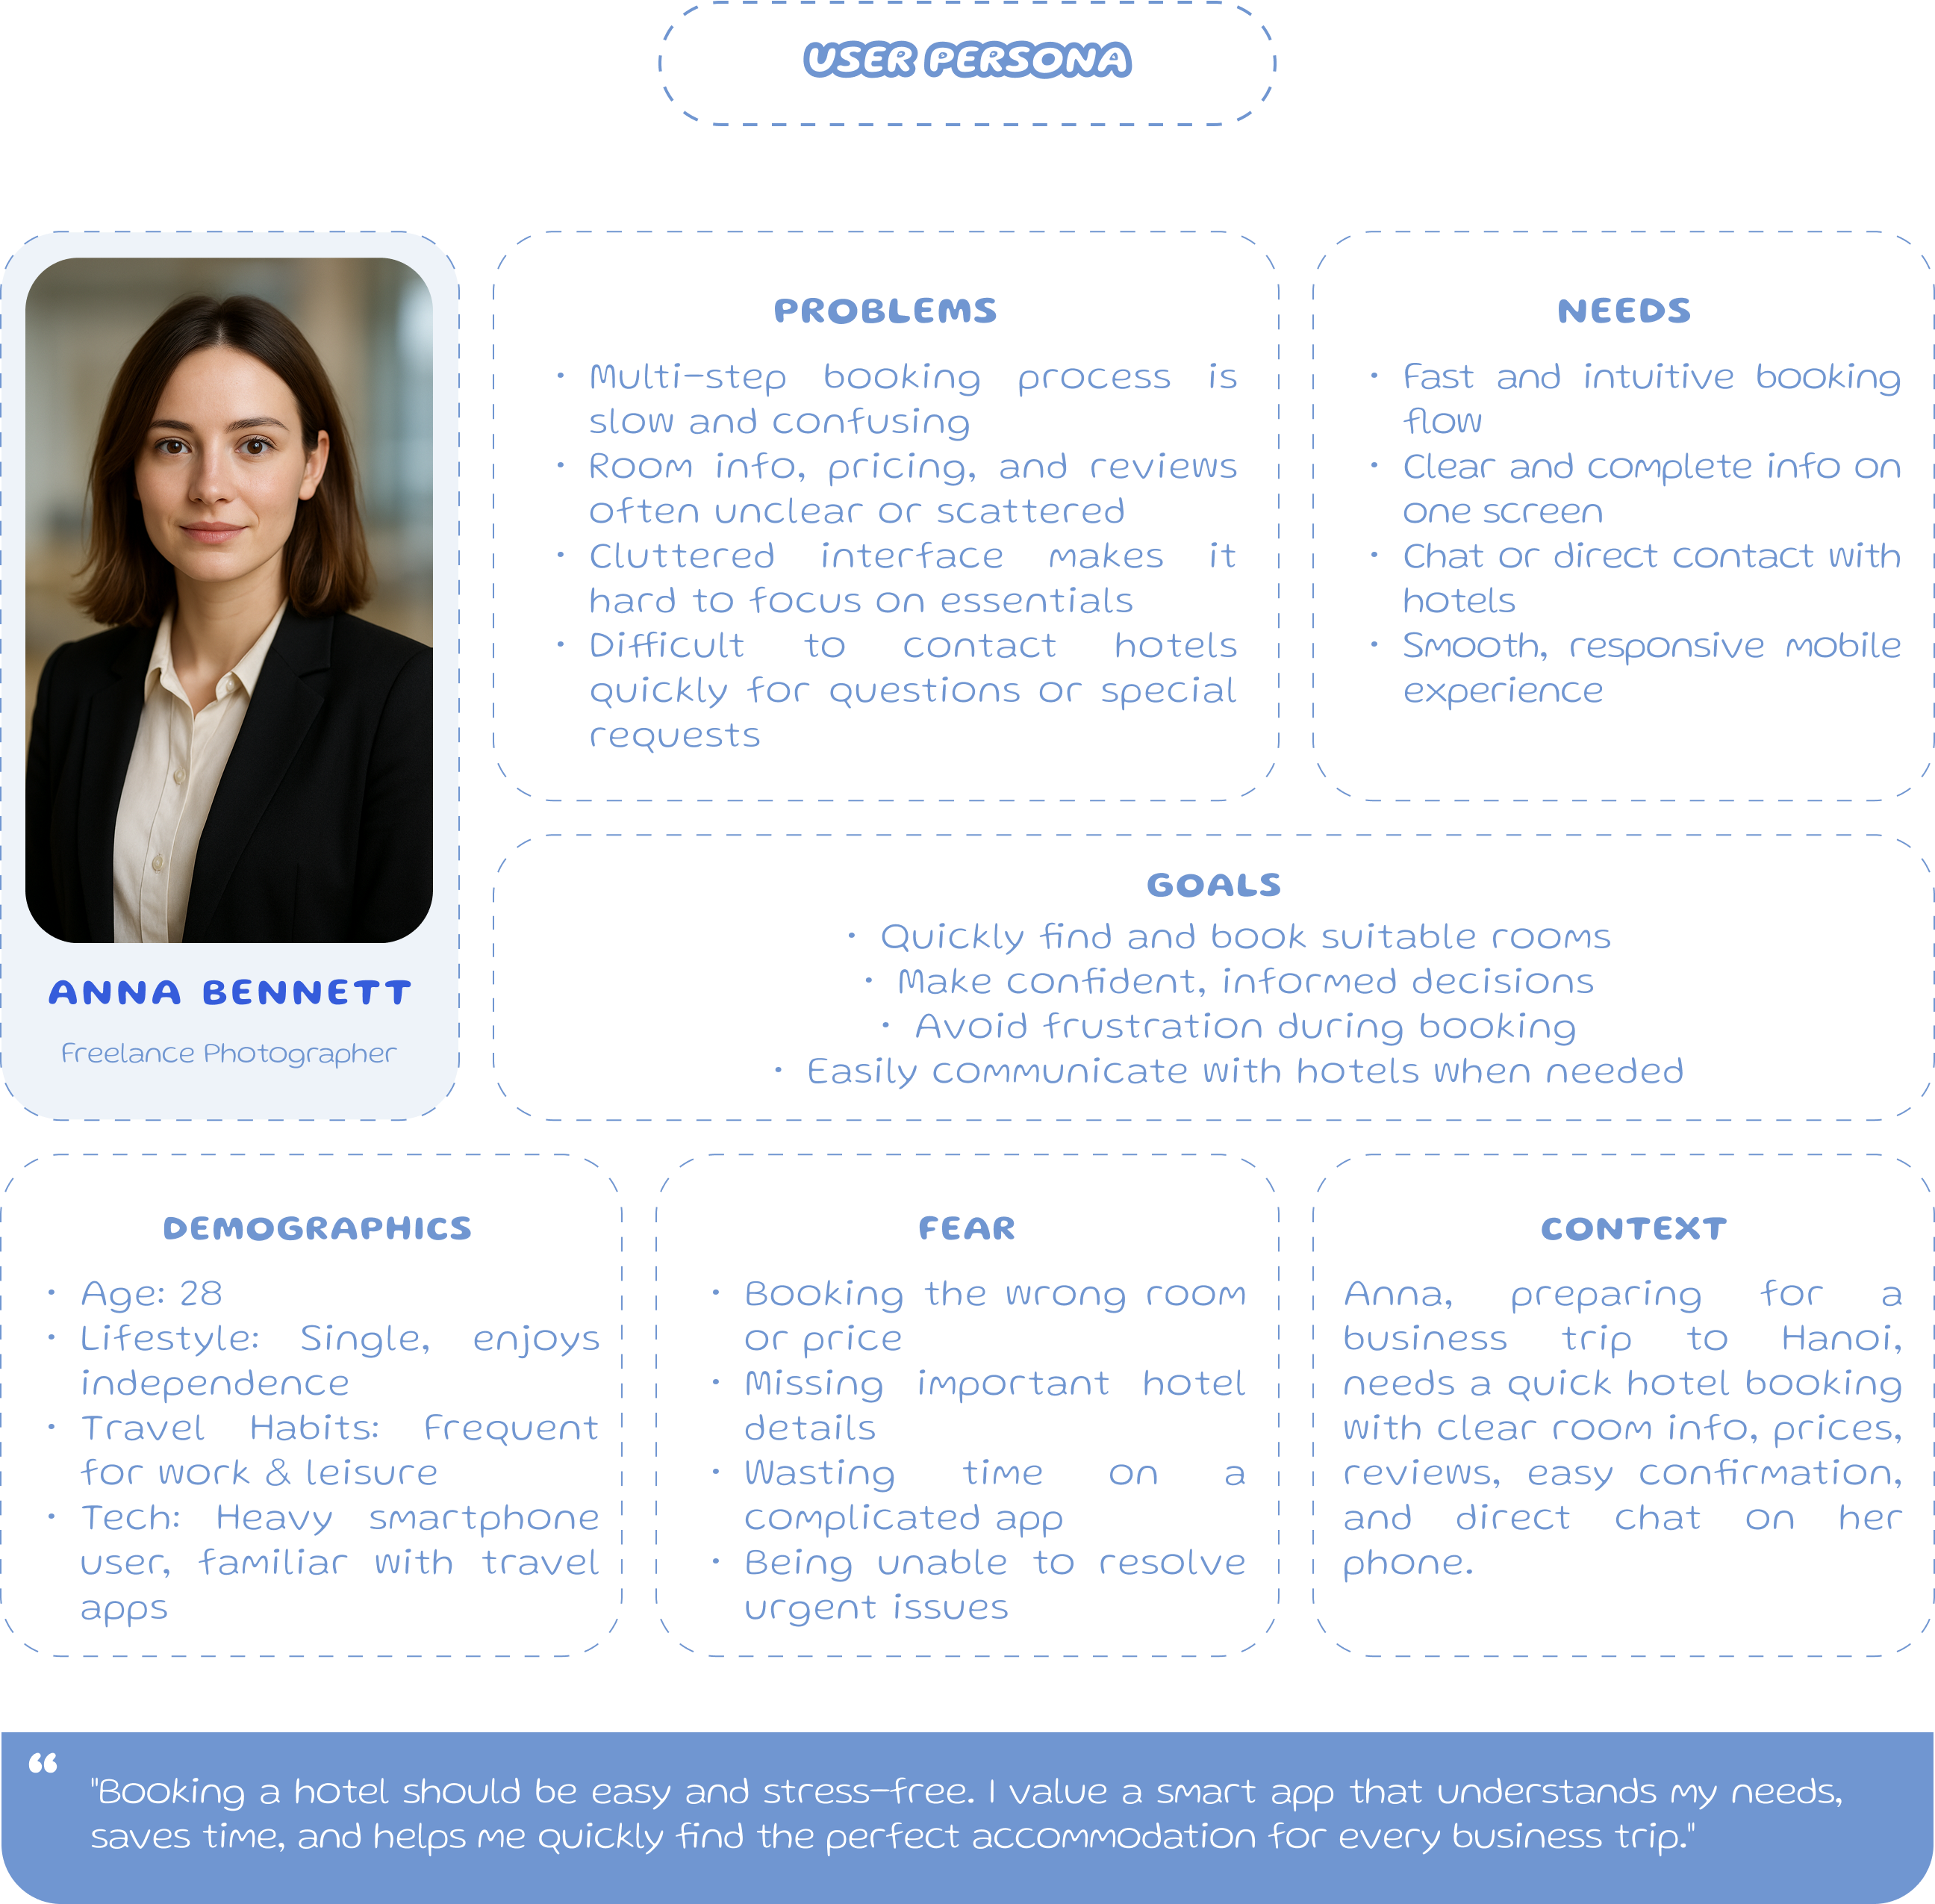 USER PERSONA
PROBLEMS
• Multi-step booking process is
slow and confusing
• Room info, pricing, and reviews
often unclear or scattered
• Cluttered interface makes it
hard to focus on essentials
• Difficult to contact hotels
quickly for questions or special
requests
NEEDS
• Fast and intuitive booking
flow
• Clear and complete info on
one screen
• Chat or direct contact with
hotels
• Smooth, responsive mobile
experience
ANNA BENNETT
Freelance Photographer
GOALS
• Quickly find and book suitable rooms
• Make confident, informed decisions
• Avoid frustration during booking
• Easily communicate with hotels when needed
DEMOGRAPHICS
• Age: 28
• Lifestyle: Single, enjoys
independence
• Travel Habits: Frequent
for work & leisure
• Tech: Heavy smartphone
user, familiar with travel
apps
FEAR
• Booking the wrong room
or price
• Missing important hotel
details
• Wasting time on a
complicated app
• Being unable to resolve
urgent issues
CONTEXT
Anna, preparing for a
business trip to Hanoi,
needs a quick hotel booking
with clear room info, prices,
reviews, easy confirmation,
and direct chat on her
phone.
“
"Booking a hotel should be easy and stress-free. I value a smart app that understands my needs,
saves time, and helps me quickly find the perfect accommodation for every business trip."